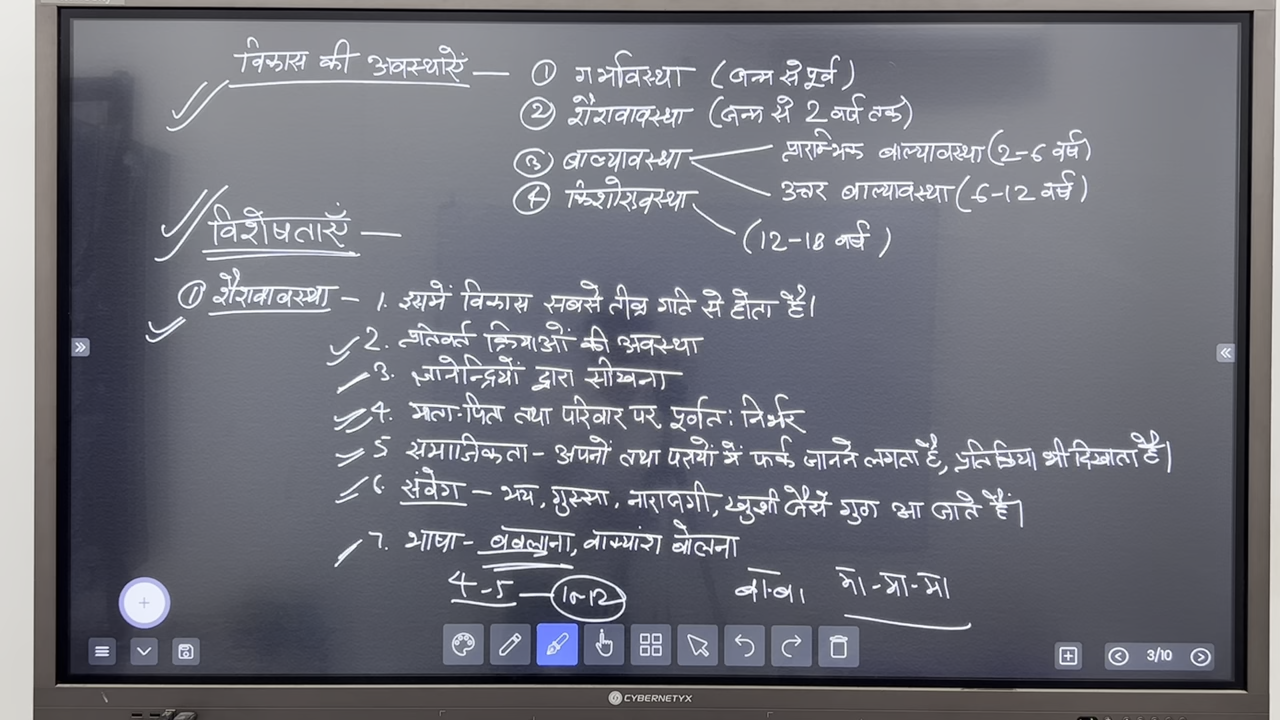 विकास की अवस्थाएँ — ① गर्भावस्था (जन्म से पूर्व)
② शैशवावस्था (जन्म से 2 वर्ष तक)
③ बाल्यावस्था प्रारम्भिक बाल्यावस्था (2-6 वर्ष)
उत्तर बाल्यावस्था (6-12 वर्ष)
④ किशोरावस्था
(12-18 वर्ष)
विशेषताएँ —
① शैशवावस्था - 1. इसमें विकास सबसे तीव्र गति से होता है।
2. प्रतिवर्त क्रियाओं की अवस्था
3. ज्ञानेन्द्रियों द्वारा सीखना
4. माता-पिता तथा परिवार पर पूर्णतः निर्भर
5 समाजिकता - अपनों तथा परायों में फर्क जानने लगता है, प्रतिक्रिया भी दिखाता है।
6. संवेग - भय, गुस्सा, नाराजगी, खुशी जैसे गुण आ जाते हैं।
7. भाषा - बबलाना, वाक्यांश बोलना
4-5 — 10-12 बा-बा मा-मा-मा
3/10
CYBERNETYX